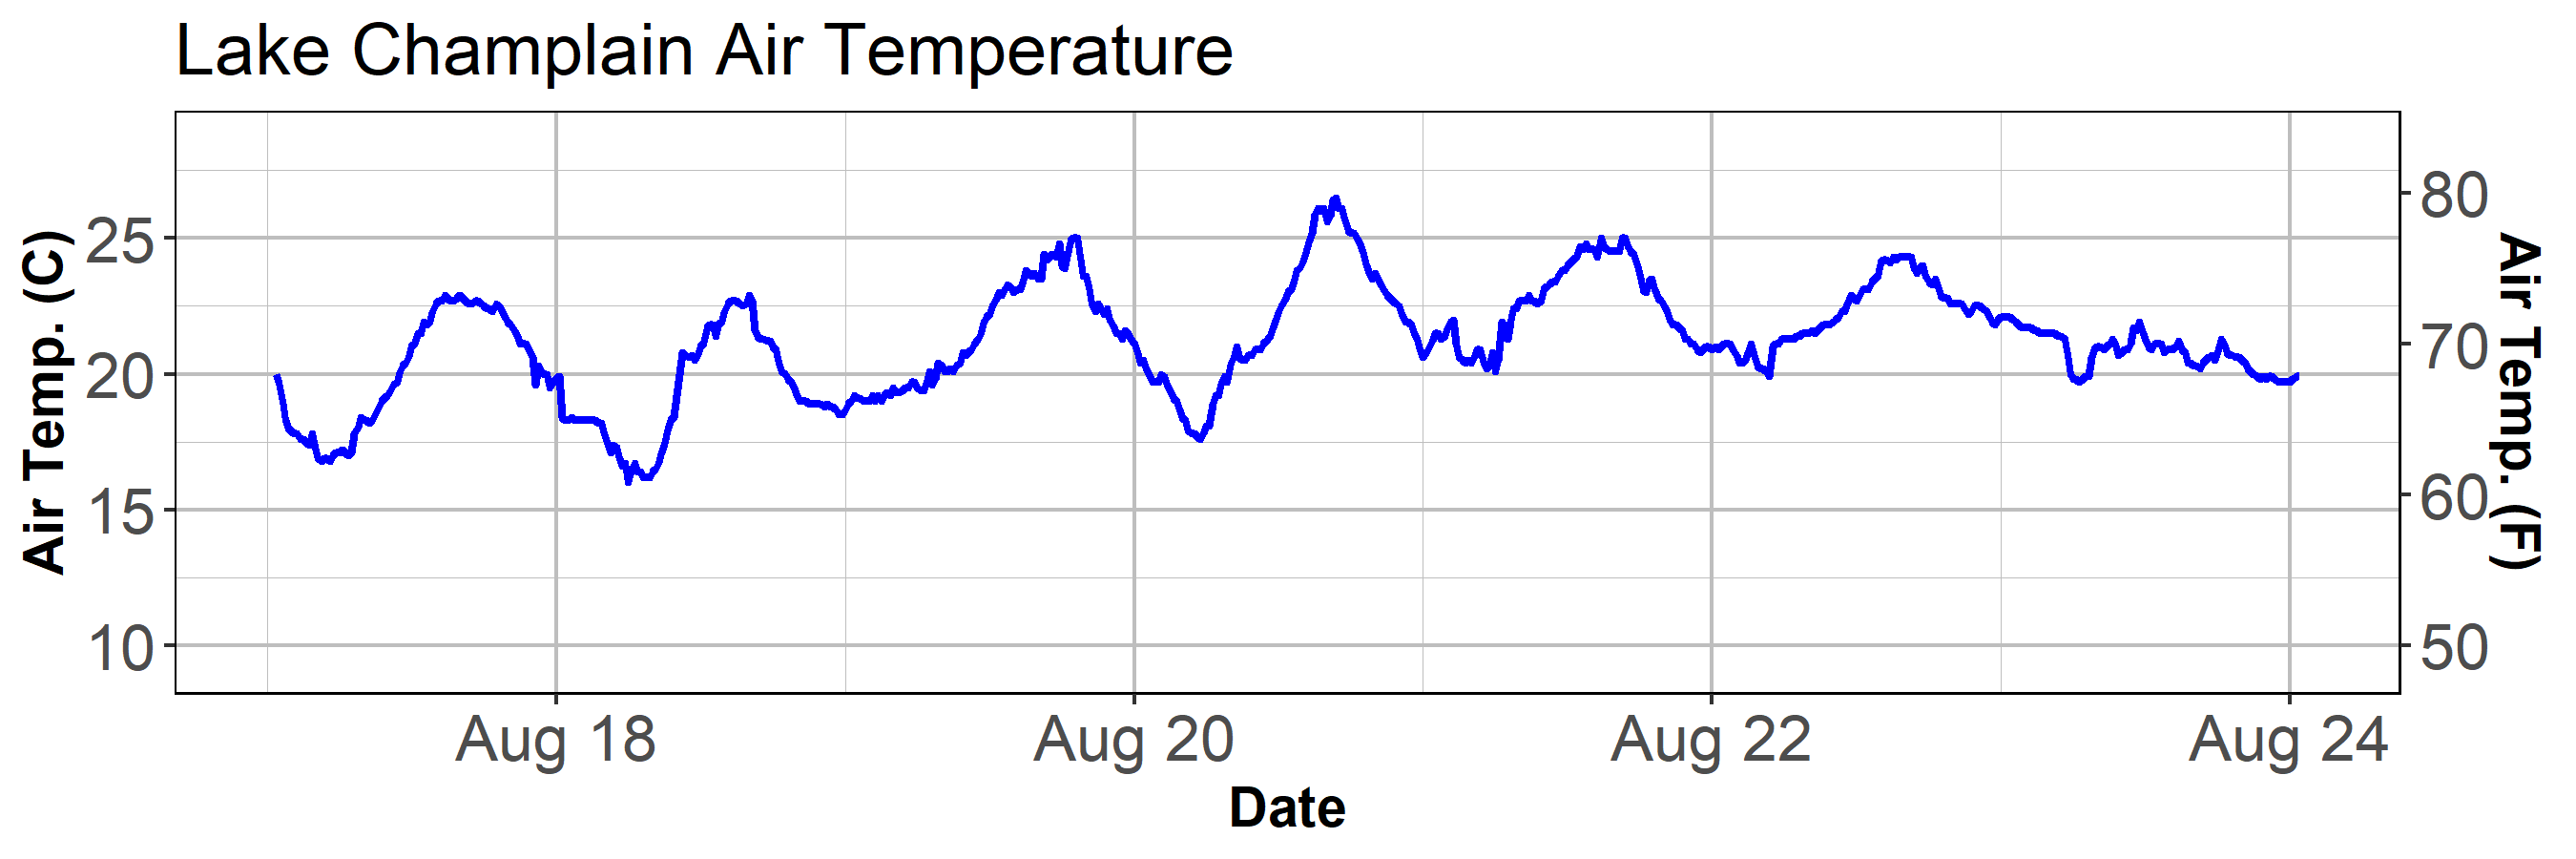 Lake Champlain Air Temperature
Air Temp. (C)
25
20
15
10
80
70
60
50
Air Temp. (F)
Aug 18
Aug 20
Aug 22
Aug 24
Date